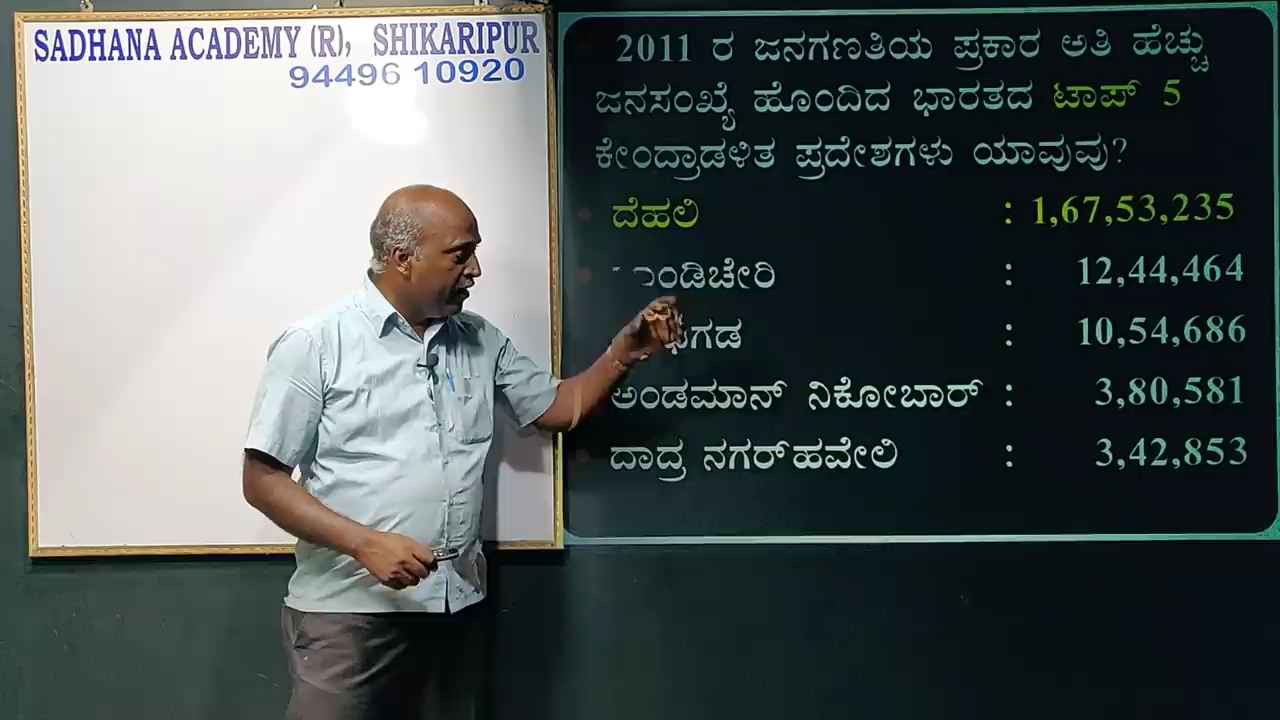 SADHANA ACADEMY (R), SHIKARIPUR
94496 10920
2011 ರ ಜನಗಣತಿಯ ಪ್ರಕಾರ ಅತಿ ಹೆಚ್ಚು
ಜನಸಂಖ್ಯೆ ಹೊಂದಿದ ಭಾರತದ ಟಾಪ್ 5
ಕೇಂದ್ರಾಡಳಿತ ಪ್ರದೇಶಗಳು ಯಾವುವು?
ದೆಹಲಿ : 1,67,53,235
: 12,44,464
: 10,54,686
ಅಂಡಮಾನ್ ನಿಕೋಬಾರ್ : 3,80,581
ದಾದ್ರ ನಗರ್‌ಹವೇಲಿ : 3,42,853